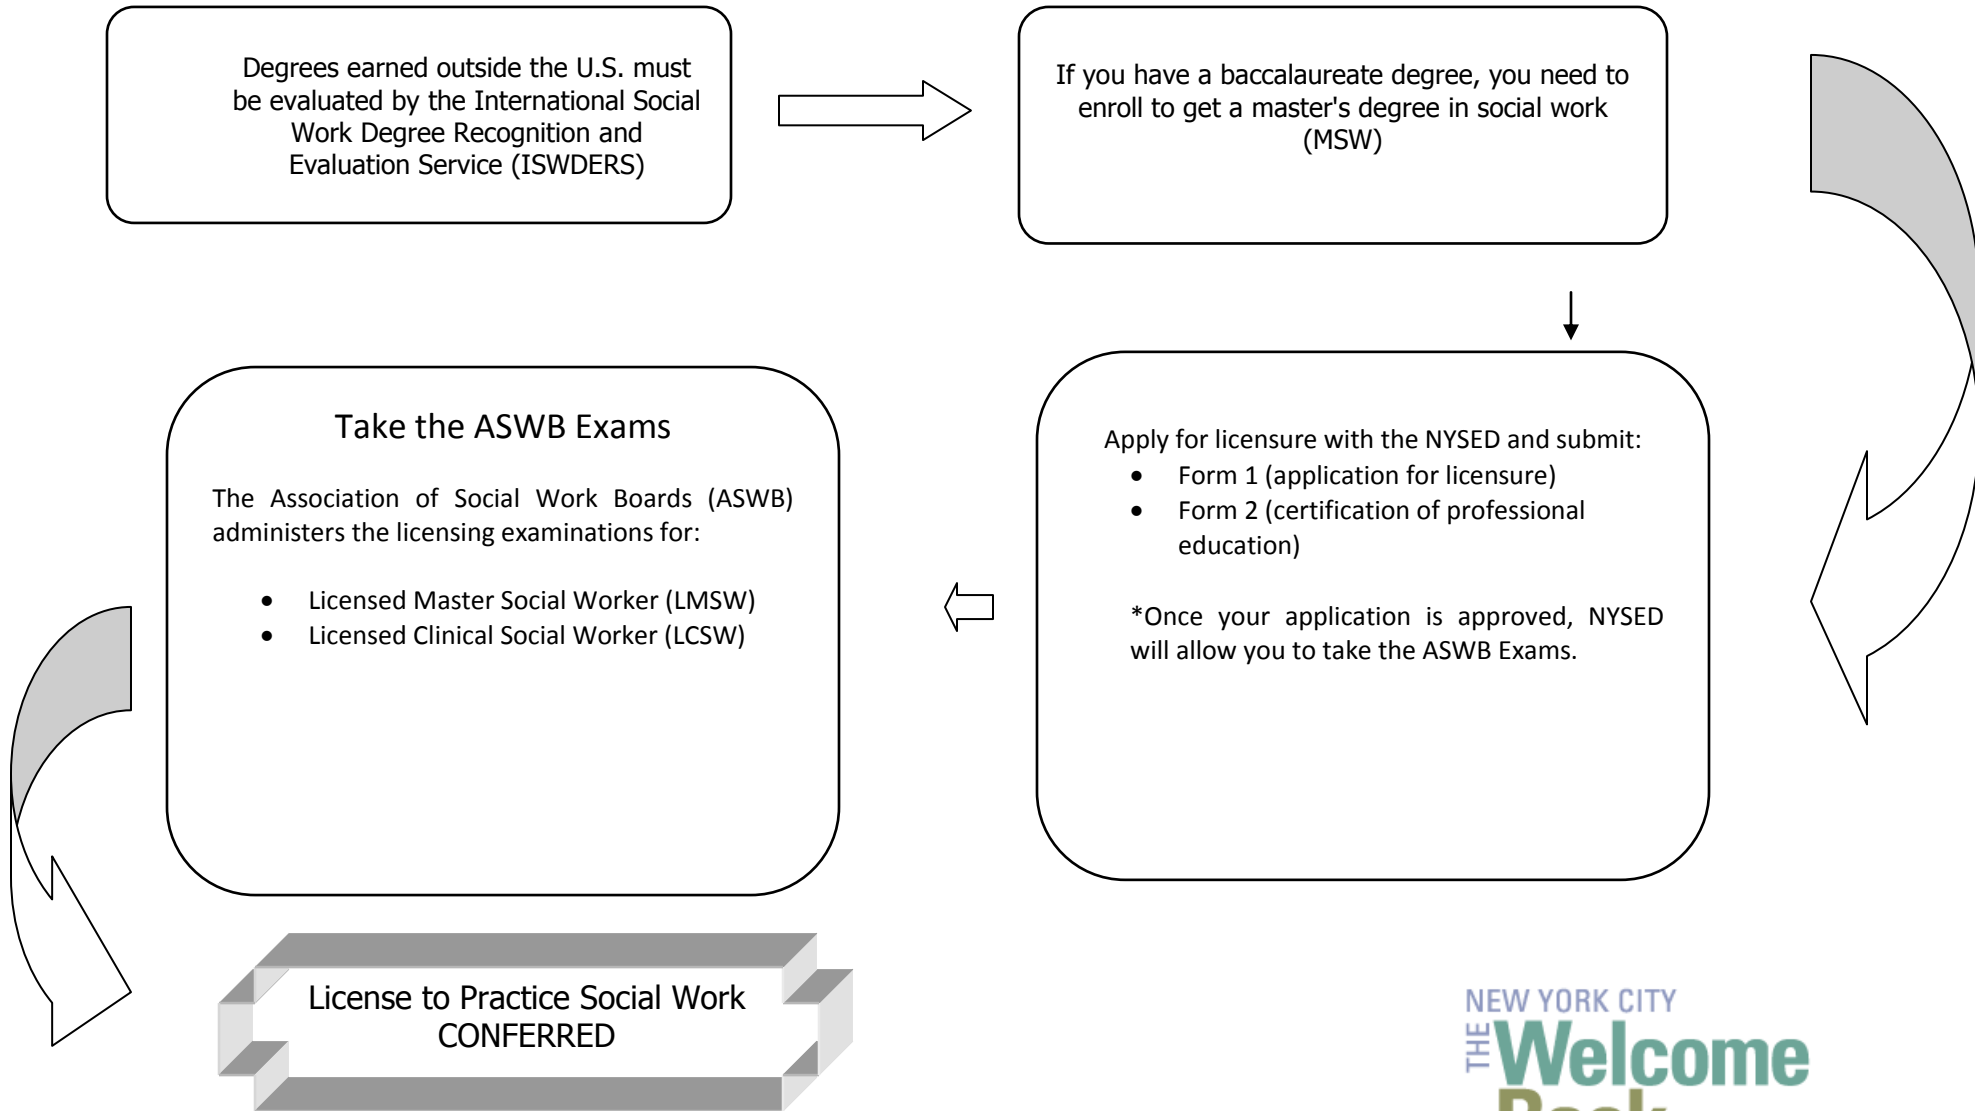 Degrees earned outside the U.S. must
be evaluated by the International Social
Work Degree Recognition and
Evaluation Service (ISWDERS)
If you have a baccalaureate degree, you need to
enroll to get a master's degree in social work
(MSW)
Apply for licensure with the NYSED and submit:
• Form 1 (application for licensure)
• Form 2 (certification of professional
education)
*Once your application is approved, NYSED
will allow you to take the ASWB Exams.
Take the ASWB Exams
The Association of Social Work Boards (ASWB)
administers the licensing examinations for:
• Licensed Master Social Worker (LMSW)
• Licensed Clinical Social Worker (LCSW)
License to Practice Social Work
CONFERRED
NEW YORK CITY
THE Welcome